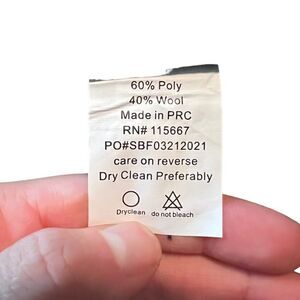 60% Poly
40% Wool
Made in PRC
RN# 115667
PO#SBF03212021
care on reverse
Dry Clean Preferably
Dryclean do not bleach